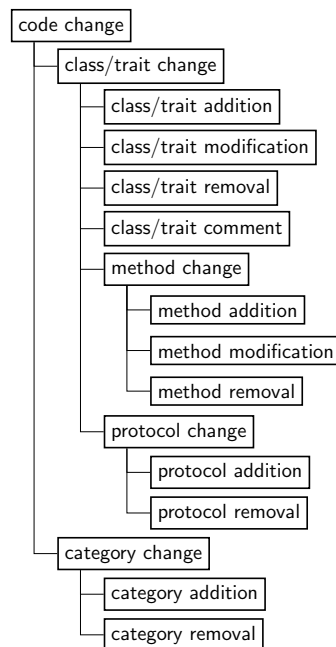 code change
class/trait change
class/trait addition
class/trait modification
class/trait removal
class/trait comment
method change
method addition
method modification
method removal
protocol change
protocol addition
protocol removal
category change
category addition
category removal